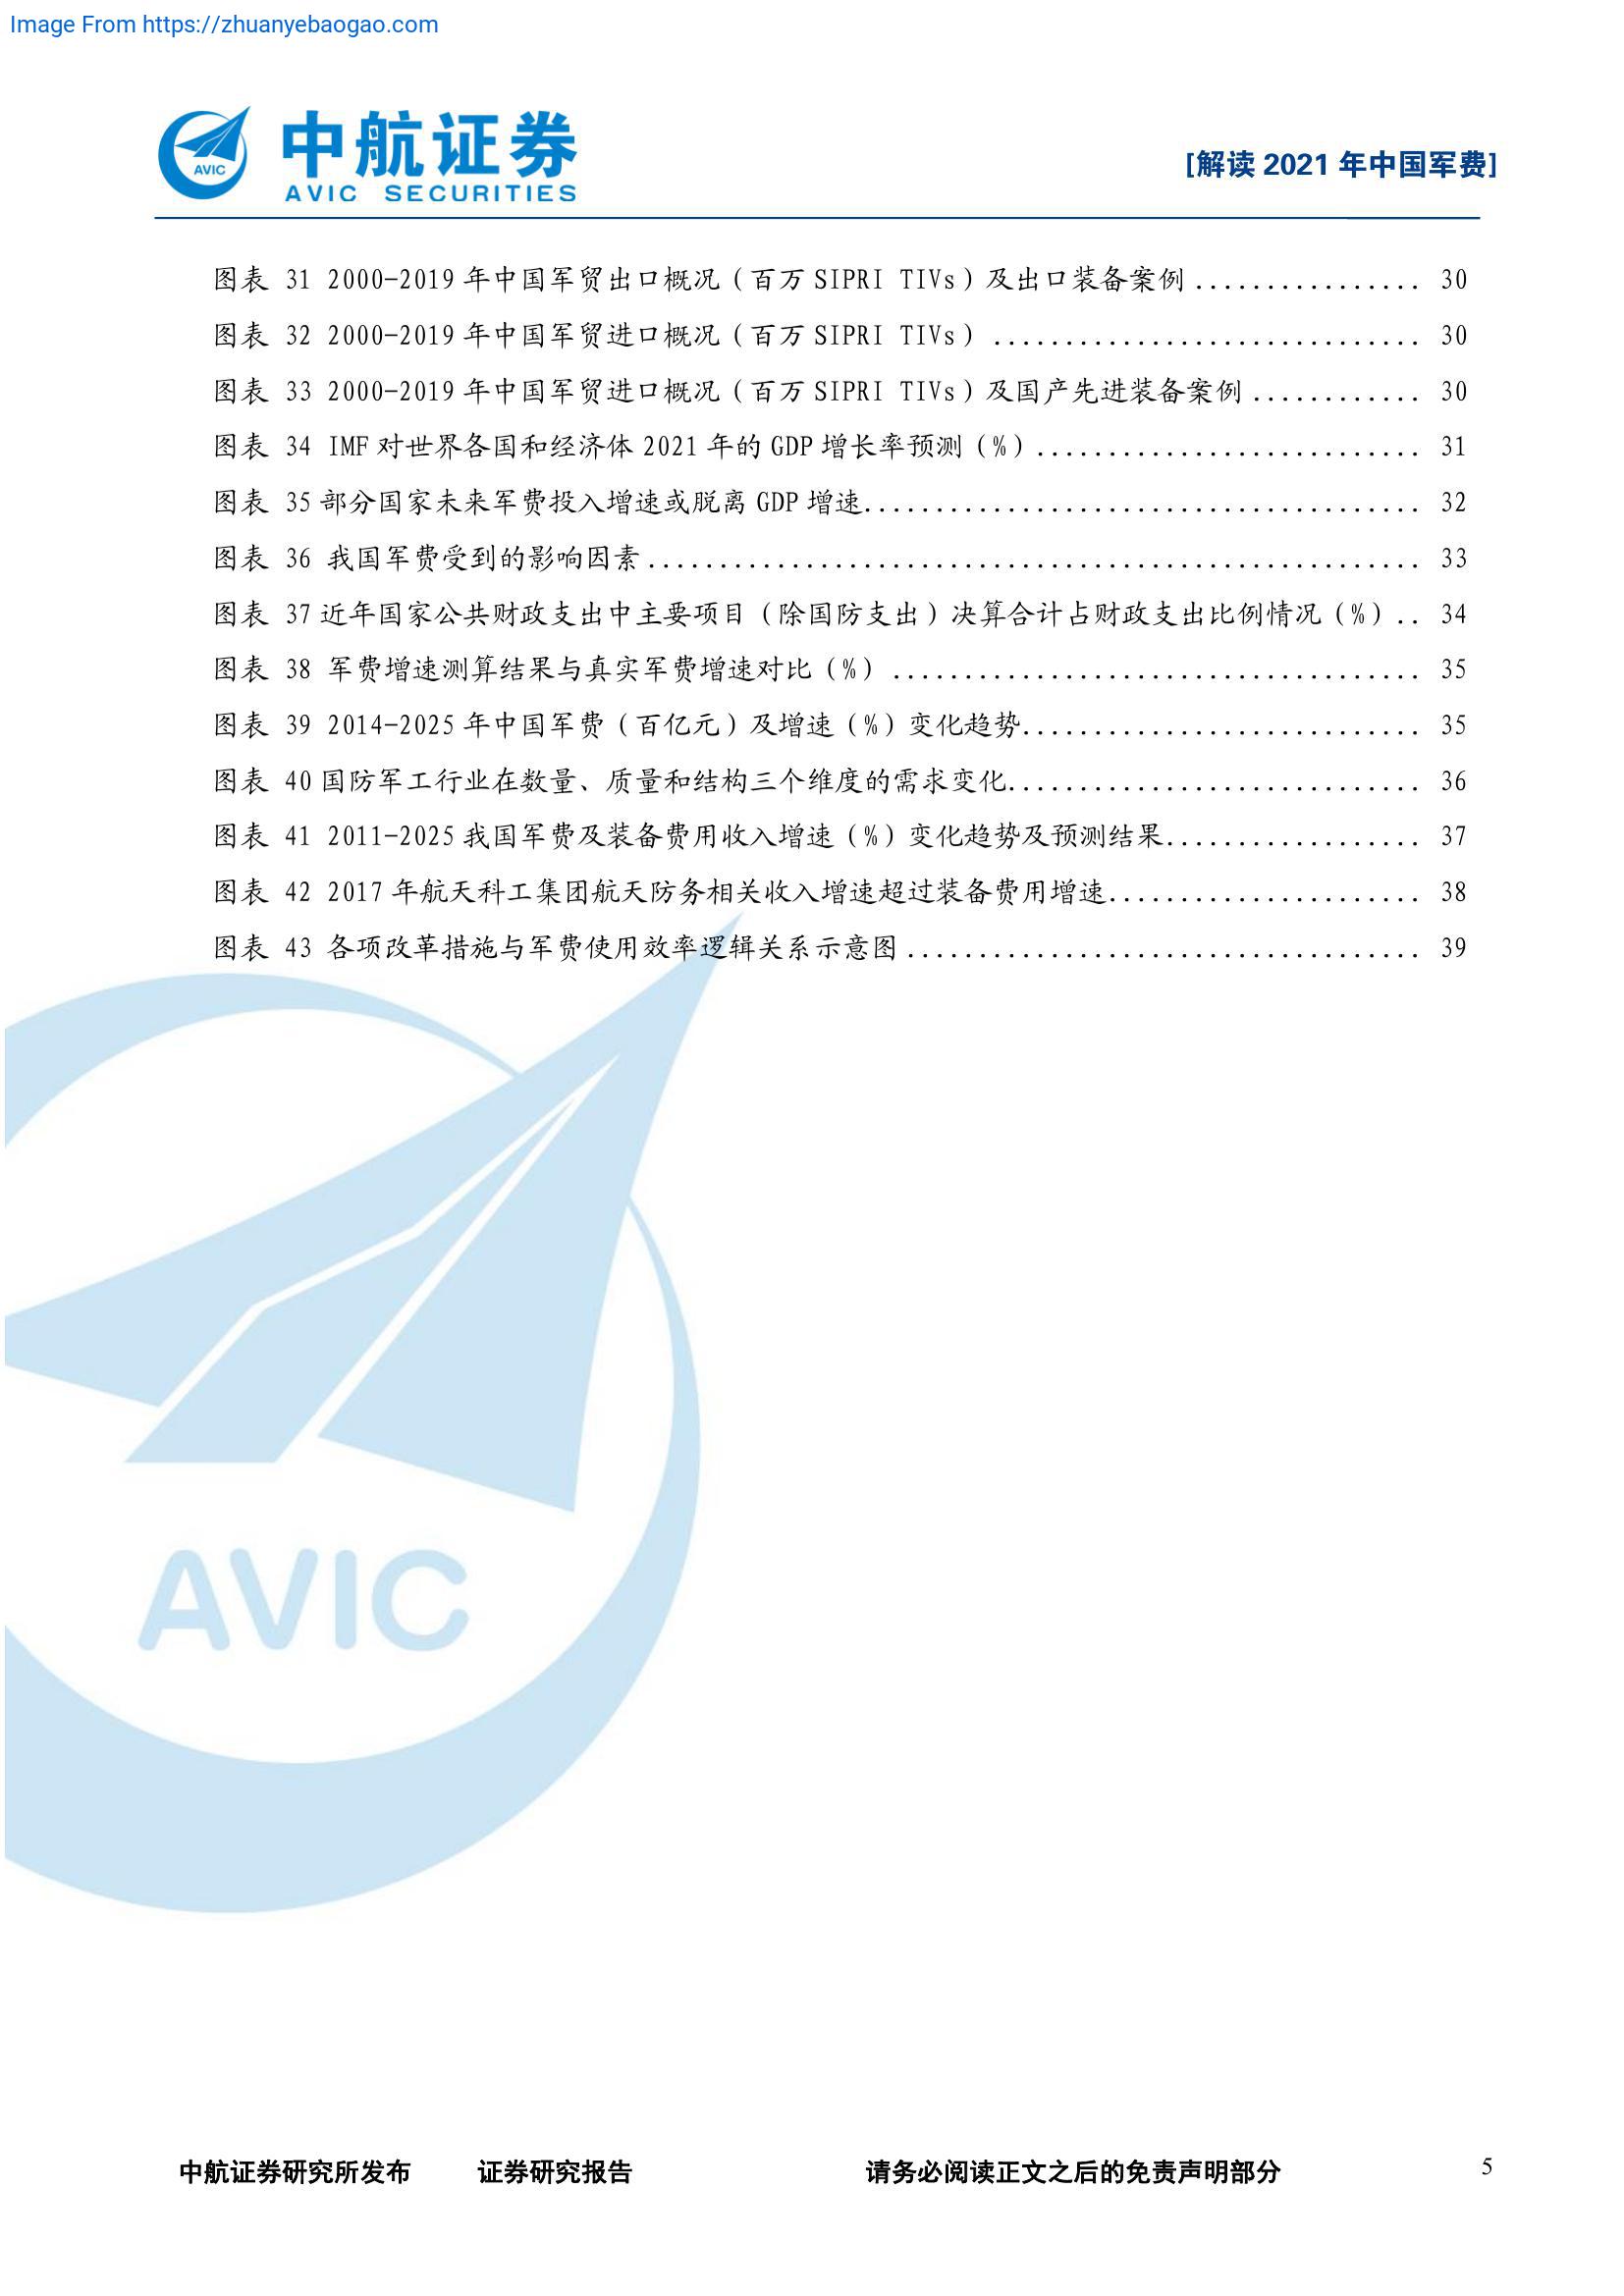 Image From https://zhuanyebaogao.com
中航证券
AVIC SECURITIES
AVIC
[解读 2021 年中国军费]
图表 31 2000-2019 年中国军贸出口概况（百万 SIPRI TIVs）及出口装备案例 ................ 30
图表 32 2000-2019 年中国军贸进口概况（百万 SIPRI TIVs） .............................. 30
图表 33 2000-2019 年中国军贸进口概况（百万 SIPRI TIVs）及国产先进装备案例 ............ 30
图表 34 IMF 对世界各国和经济体 2021 年的 GDP 增长率预测（%）........................... 31
图表 35 部分国家未来军费投入增速或脱离 GDP 增速....................................... 32
图表 36 我国军费受到的影响因素...................................................... 33
图表 37 近年国家公共财政支出中主要项目（除国防支出）决算合计占财政支出比例情况（%）.. 34
图表 38 军费增速测算结果与真实军费增速对比（%） ..................................... 35
图表 39 2014-2025 年中国军费（百亿元）及增速（%）变化趋势............................ 35
图表 40 国防军工行业在数量、质量和结构三个维度的需求变化............................. 36
图表 41 2011-2025 我国军费及装备费用收入增速（%）变化趋势及预测结果.................. 37
图表 42 2017 年航天科工集团航天防务相关收入增速超过装备费用增速...................... 38
图表 43 各项改革措施与军费使用效率逻辑关系示意图.................................... 39
AVIC
中航证券研究所发布 证券研究报告 请务必阅读正文之后的免责声明部分 5